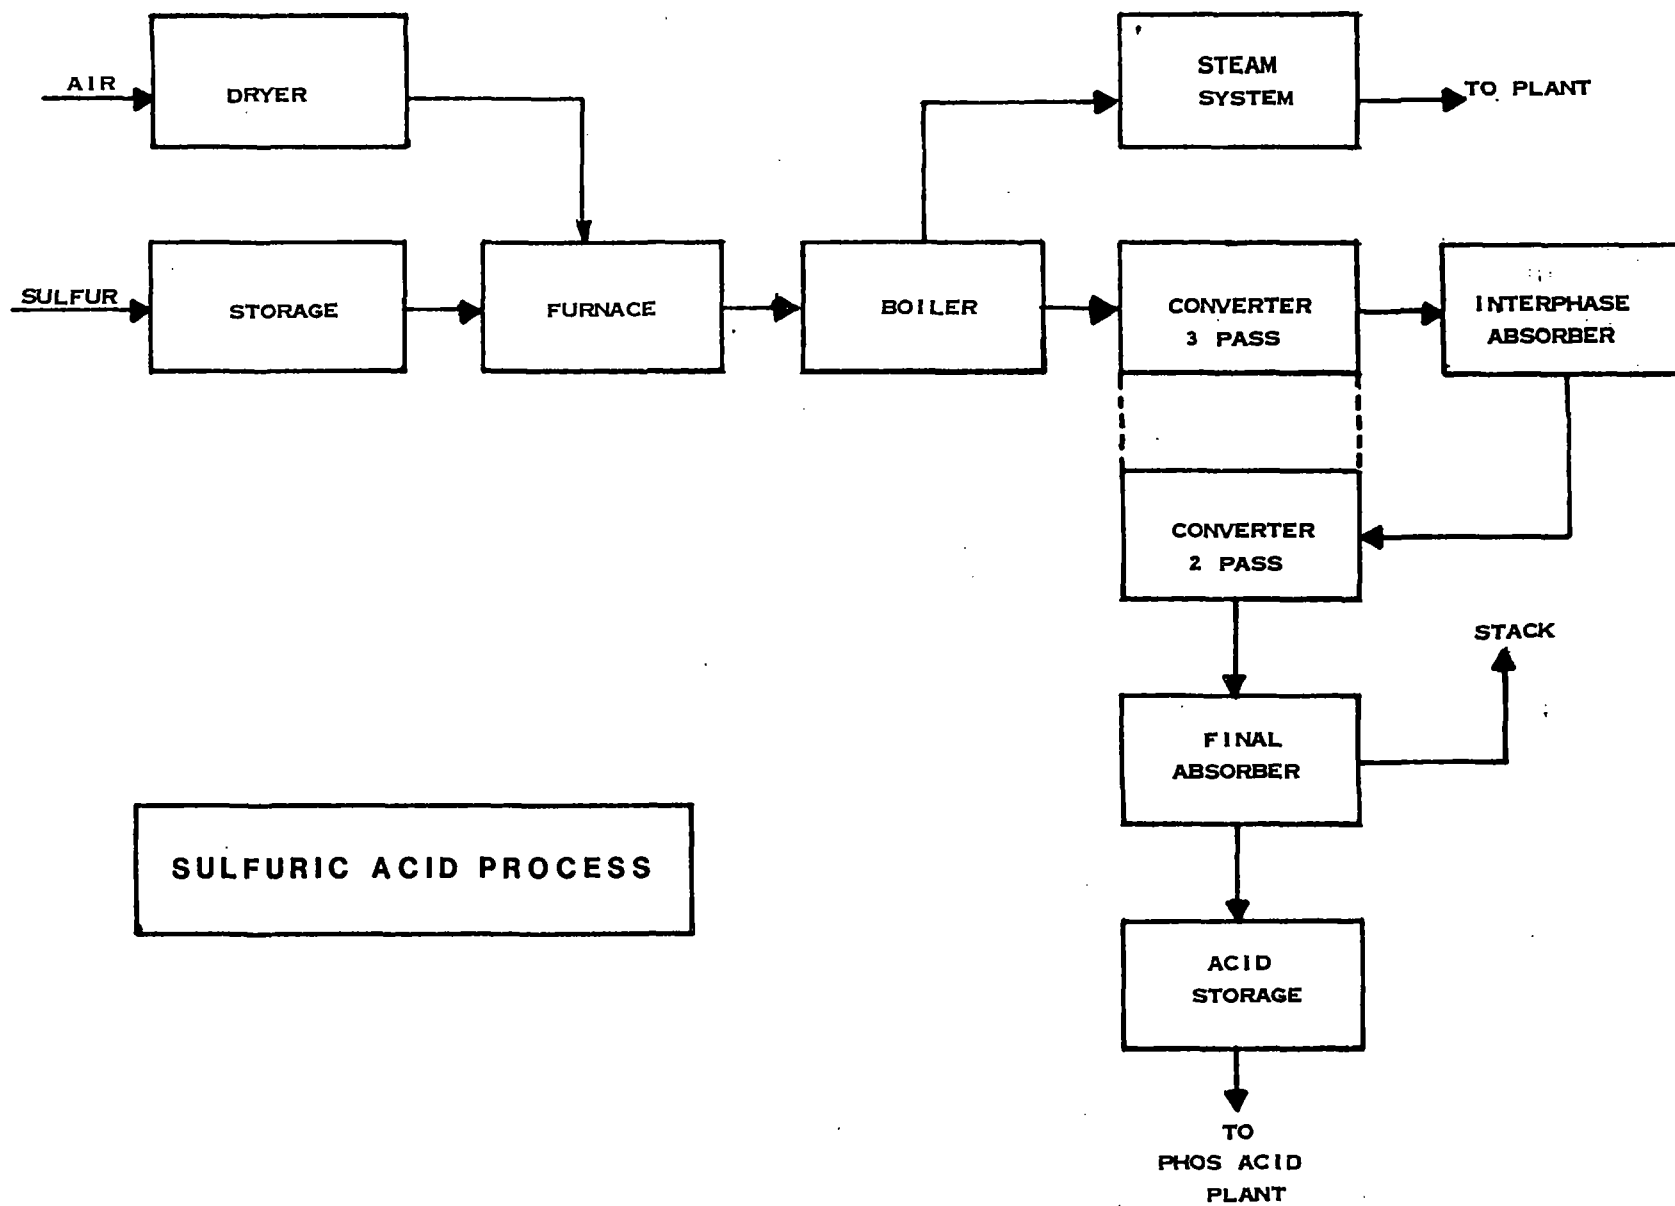 AIR
DRYER
STEAM
SYSTEM
TO PLANT
SULFUR
STORAGE
FURNACE
BOILER
CONVERTER
3 PASS
INTERPHASE
ABSORBER
CONVERTER
2 PASS
STACK
FINAL
ABSORBER
SULFURIC ACID PROCESS
ACID
STORAGE
TO
PHOS ACID
PLANT